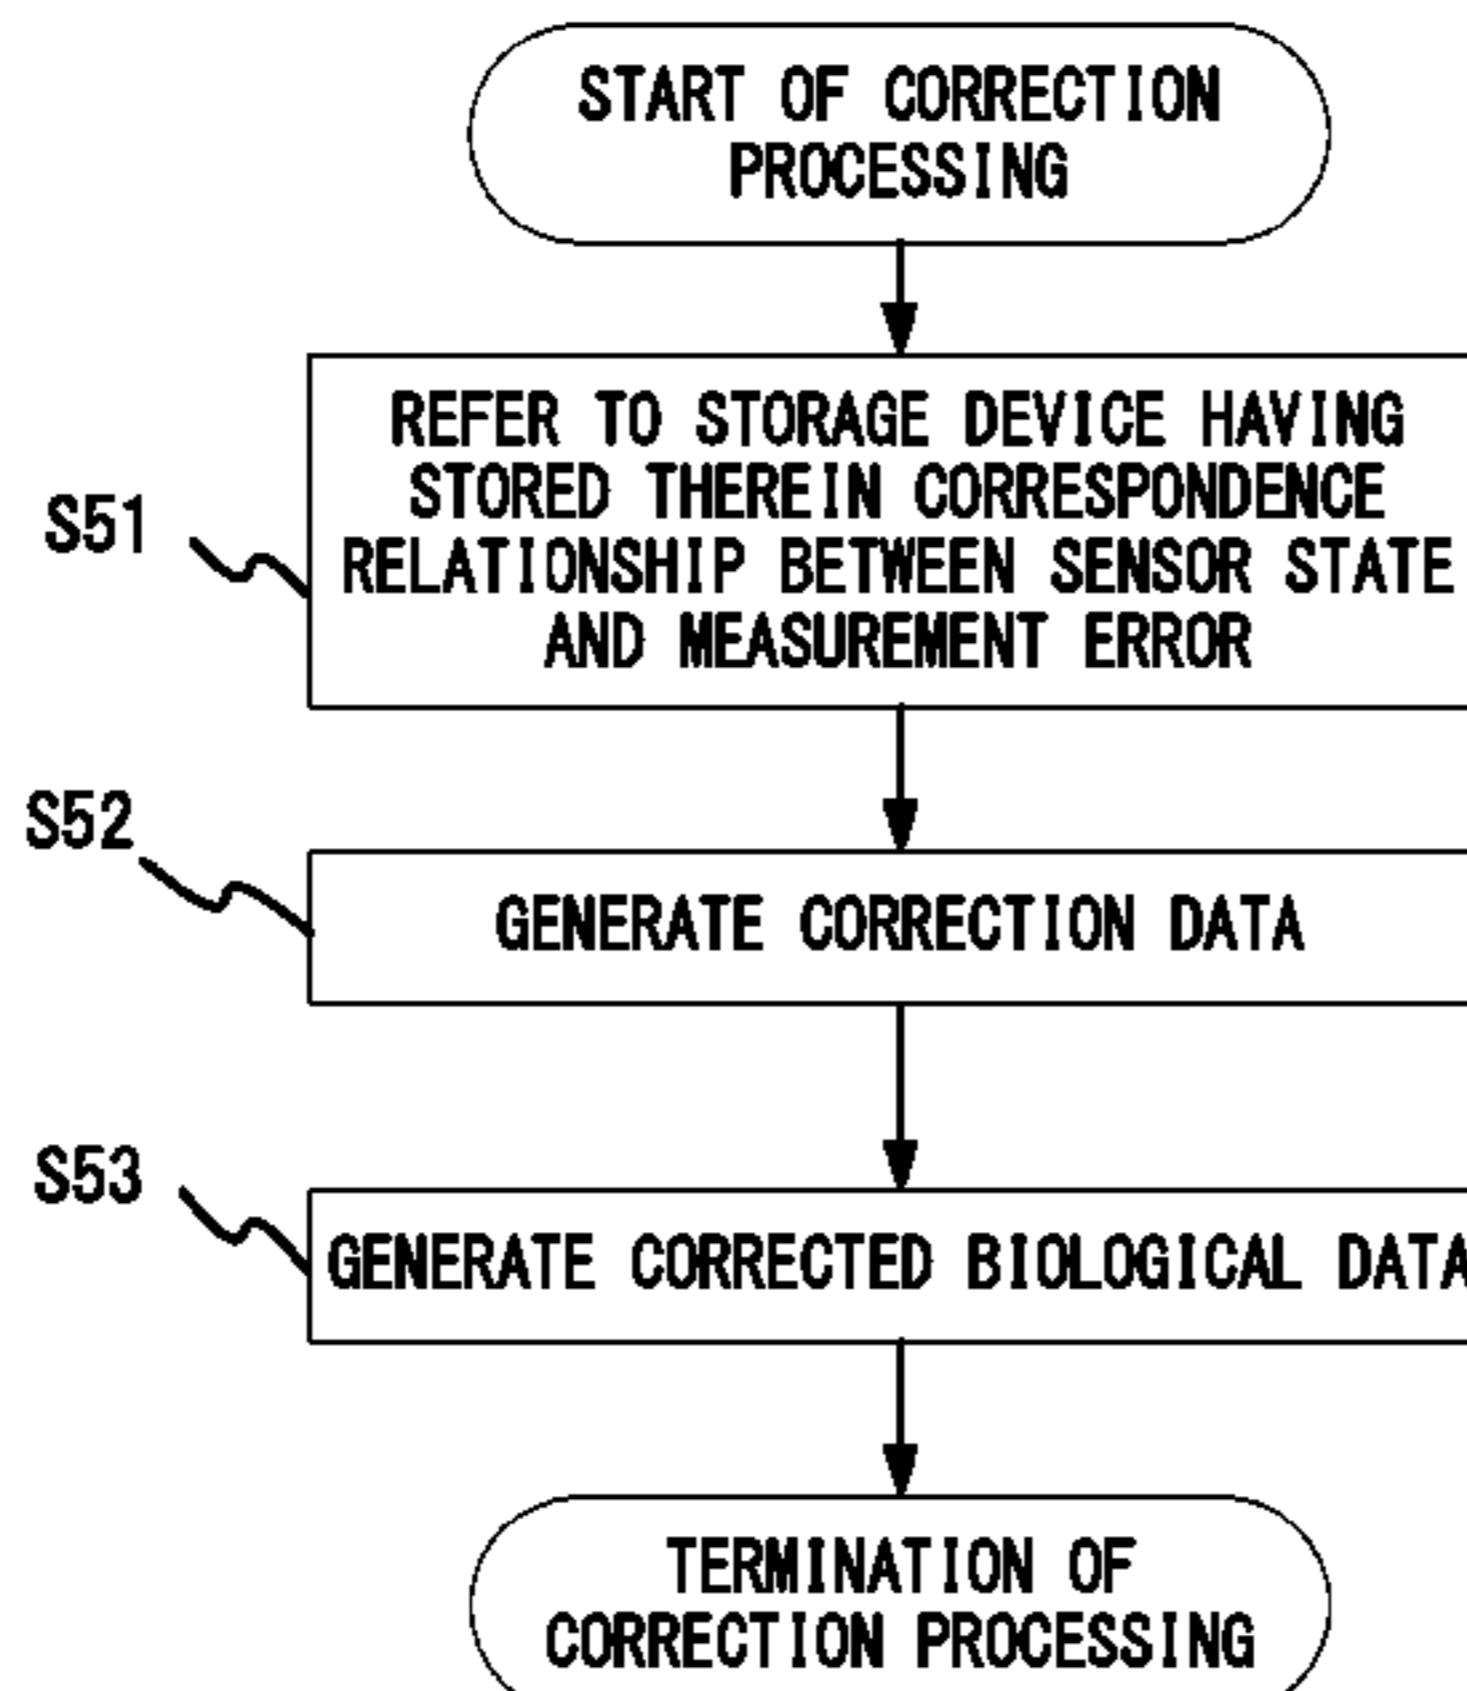 START OF CORRECTION
PROCESSING
REFER TO STORAGE DEVICE HAVING
STORED THEREIN CORRESPONDENCE
RELATIONSHIP BETWEEN SENSOR STATE
AND MEASUREMENT ERROR
S51
S52
GENERATE CORRECTION DATA
S53
GENERATE CORRECTED BIOLOGICAL DATA
TERMINATION OF
CORRECTION PROCESSING